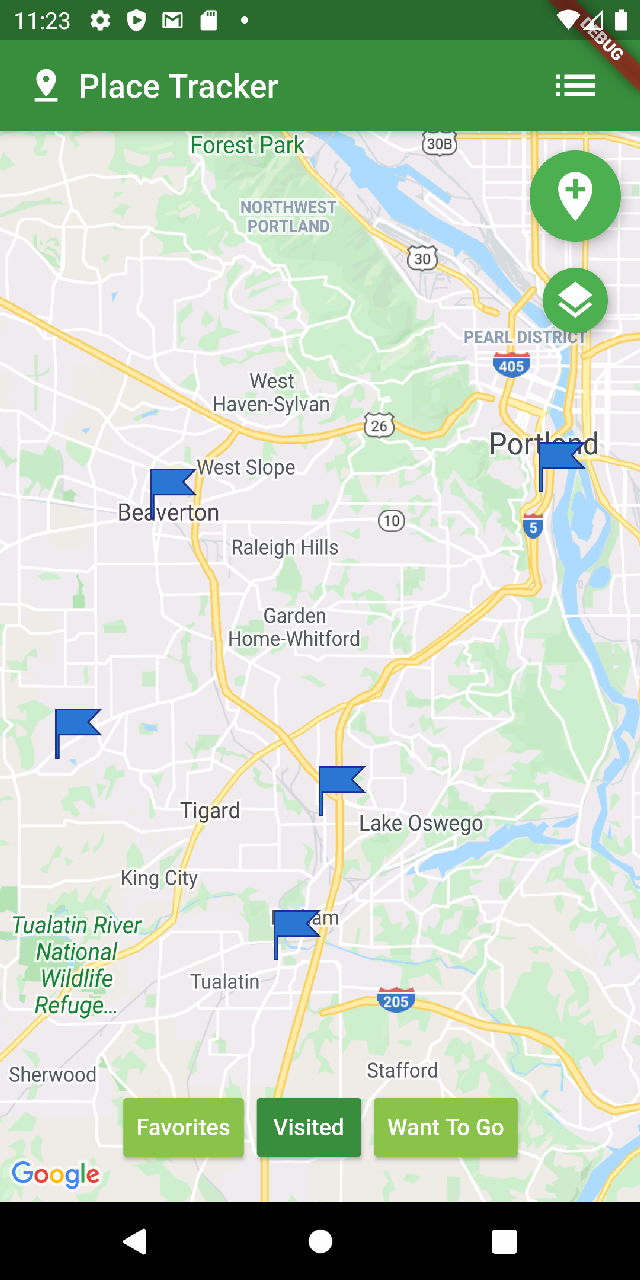 11:23
DEBUG
Place Tracker
Forest Park
30B
NORTHWEST
PORTLAND
30
PEARL DISTRICT
405
West
Haven-Sylvan
26
Portland
West Slope
Beaverton
10
5
Raleigh Hills
Garden
Home-Whitford
Tigard
Lake Oswego
King City
Tualatin River
National
Wildlife
Refuge...
Tualatin
205
Stafford
Sherwood
Favorites
Visited
Want To Go
Google